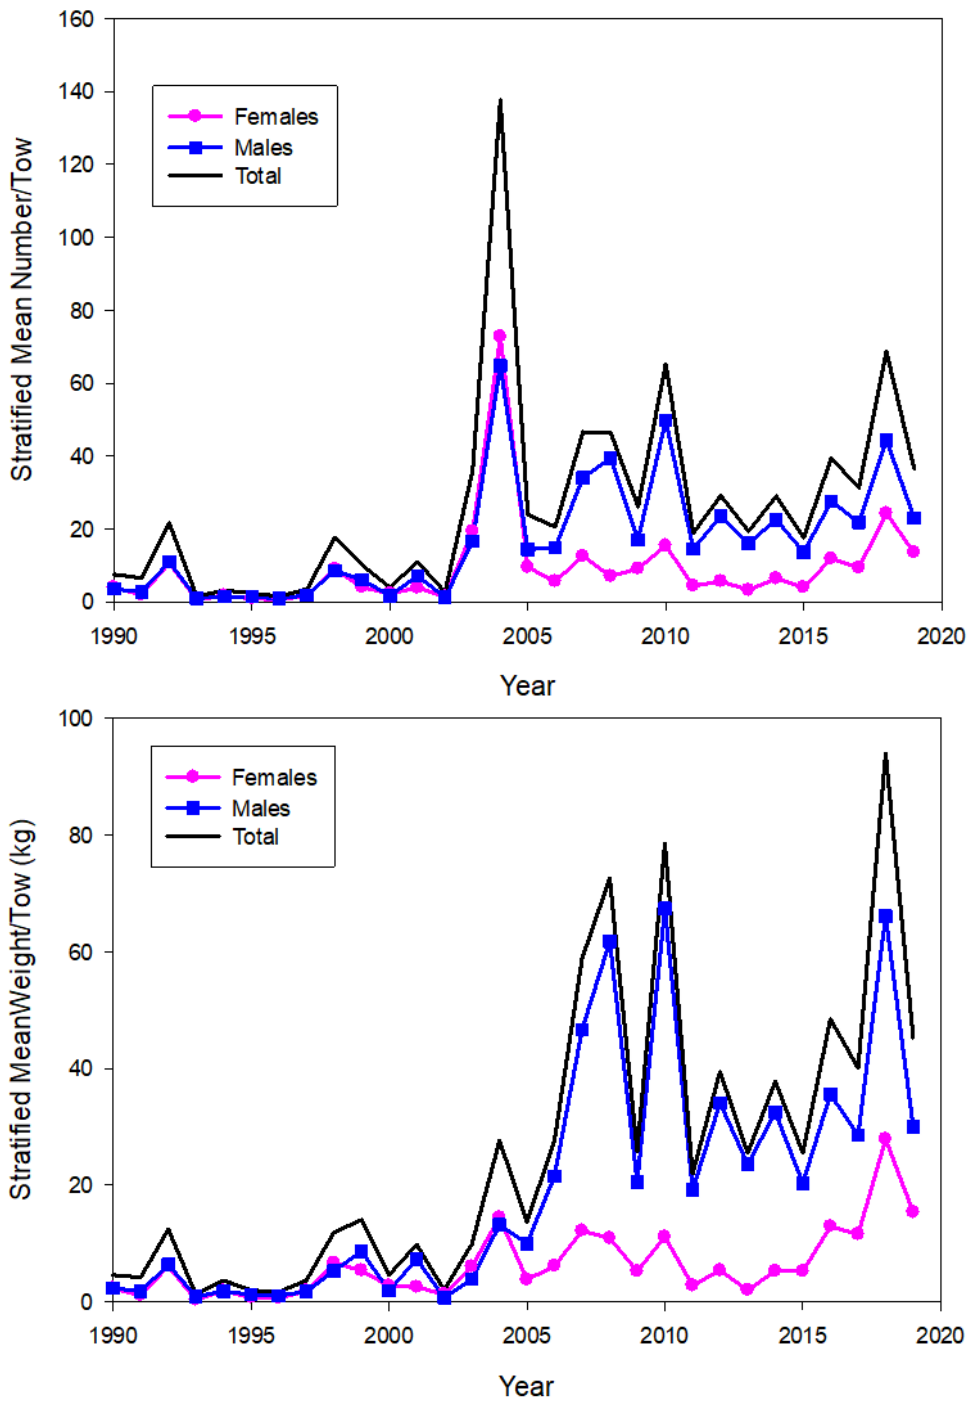 160
140
120
100
80
60
40
20
0
Stratified Mean Number/Tow
Females
Males
Total
1990 1995 2000 2005 2010 2015 2020
Year
100
80
60
40
20
0
Stratified MeanWeight/Tow (kg)
Females
Males
Total
1990 1995 2000 2005 2010 2015 2020
Year